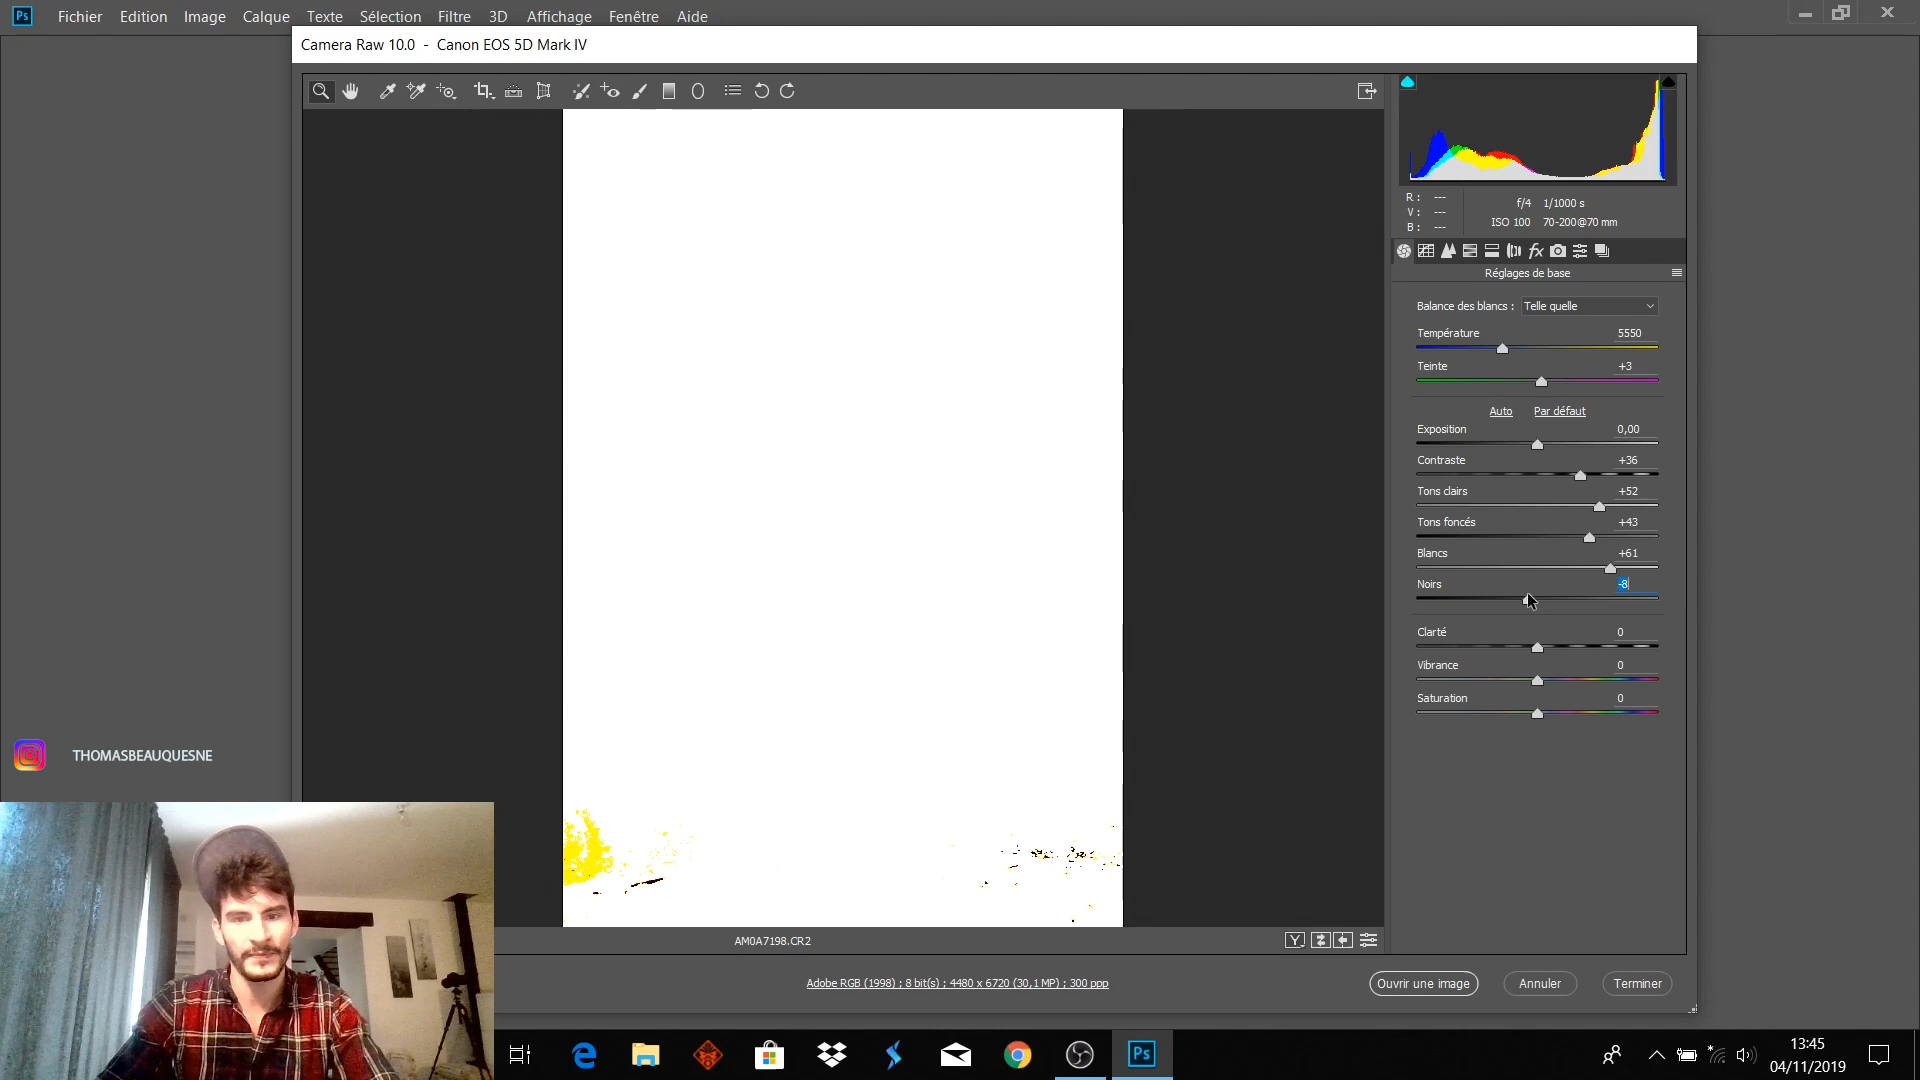 Ps Fichier Edition Image Calque Texte Sélection Filtre 3D Affichage Fenêtre Aide
Camera Raw 10.0 - Canon EOS 5D Mark IV
R : ---
V : ---
B : ---
f/4 1/1000 s
ISO 100 70-200@70 mm
fx
Réglages de base
Balance des blancs : Telle quelle
Température 5550
Teinte +3
Auto Par défaut
Exposition 0,00
Contraste +36
Tons clairs +52
Tons foncés +43
Blancs +61
Noirs -8
Clarté 0
Vibrance 0
Saturation 0
THOMASBEAUQUESNE
AM0A7198.CR2
Y
Adobe RGB (1998) ; 8 bit(s) ; 4480 x 6720 (30,1 MP) ; 300 ppp
Ouvrir une image Annuler Terminer
Ps
13:45
04/11/2019